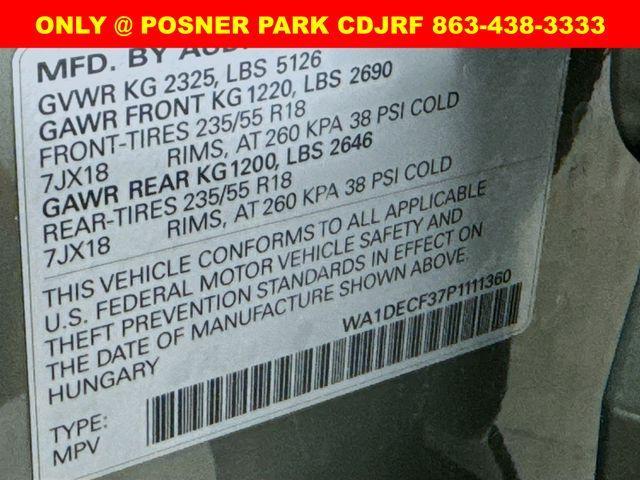 ONLY @ POSNER PARK CDJRF 863-438-3333
MFD. BY AUDI
GVWR KG 2325, LBS 5126
GAWR FRONT KG 1220, LBS 2690
FRONT-TIRES 235/55 R18
7JX18 RIMS, AT 260 KPA 38 PSI COLD
GAWR REAR KG 1200, LBS 2646
REAR-TIRES 235/55 R18
7JX18 RIMS, AT 260 KPA 38 PSI COLD
THIS VEHICLE CONFORMS TO ALL APPLICABLE
U.S. FEDERAL MOTOR VEHICLE SAFETY AND
THEFT PREVENTION STANDARDS IN EFFECT ON
THE DATE OF MANUFACTURE SHOWN ABOVE.
HUNGARY
WA1DECF37P1111360
TYPE:
MPV